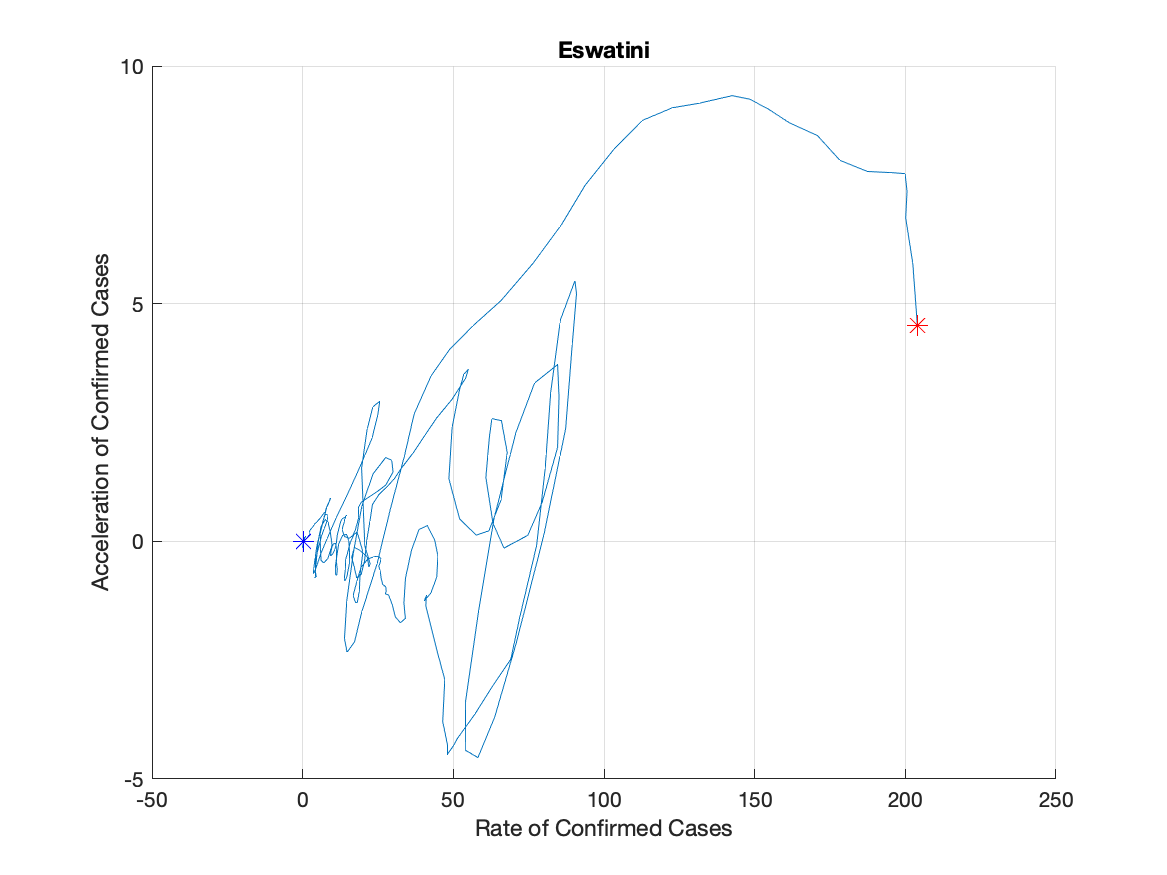 Eswatini
10
5
0
-5
-50 0 50 100 150 200 250
Acceleration of Confirmed Cases
Rate of Confirmed Cases